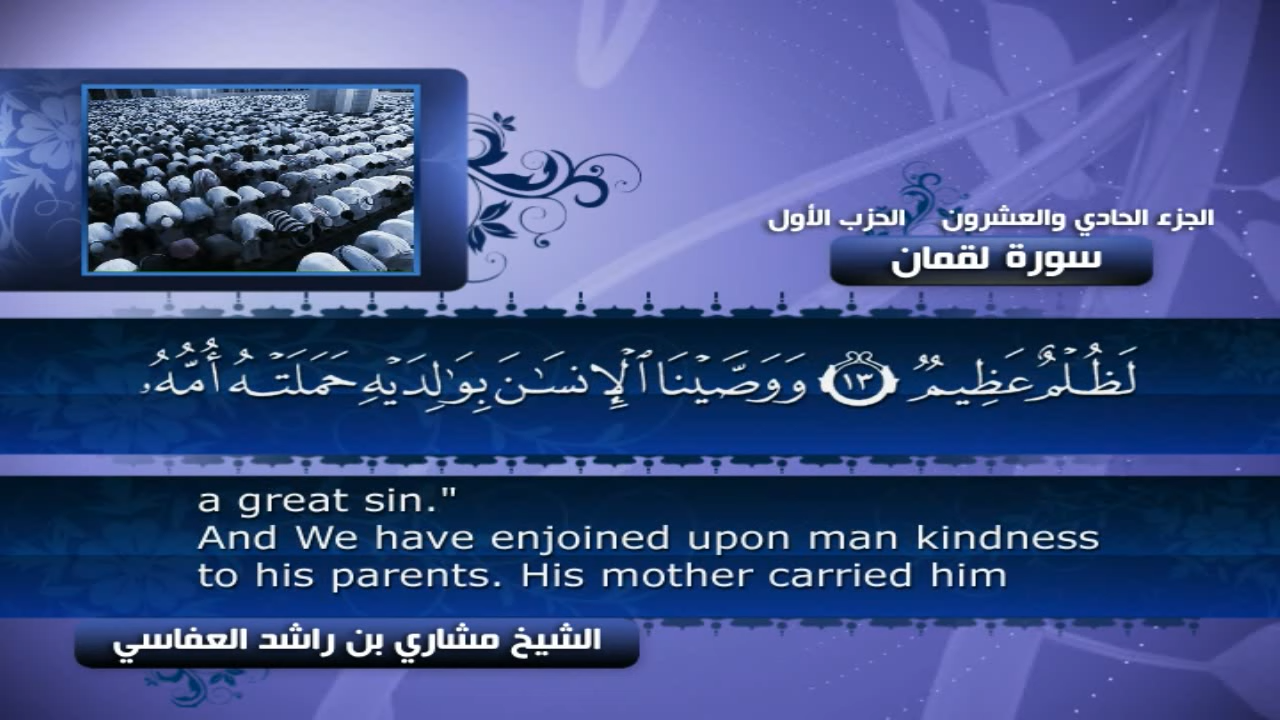 الجزء الحادي والعشرون الحزب الأول
سورة لقمان
لَظُلْمٌ عَظِيمٌ ١٣ وَوَصَّيْنَا الْإِنسَٰنَ بِوَٰلِدَيْهِ حَمَلَتْهُ أُمُّهُۥ
a great sin."
And We have enjoined upon man kindness
to his parents. His mother carried him
الشيخ مشاري بن راشد العفاسي